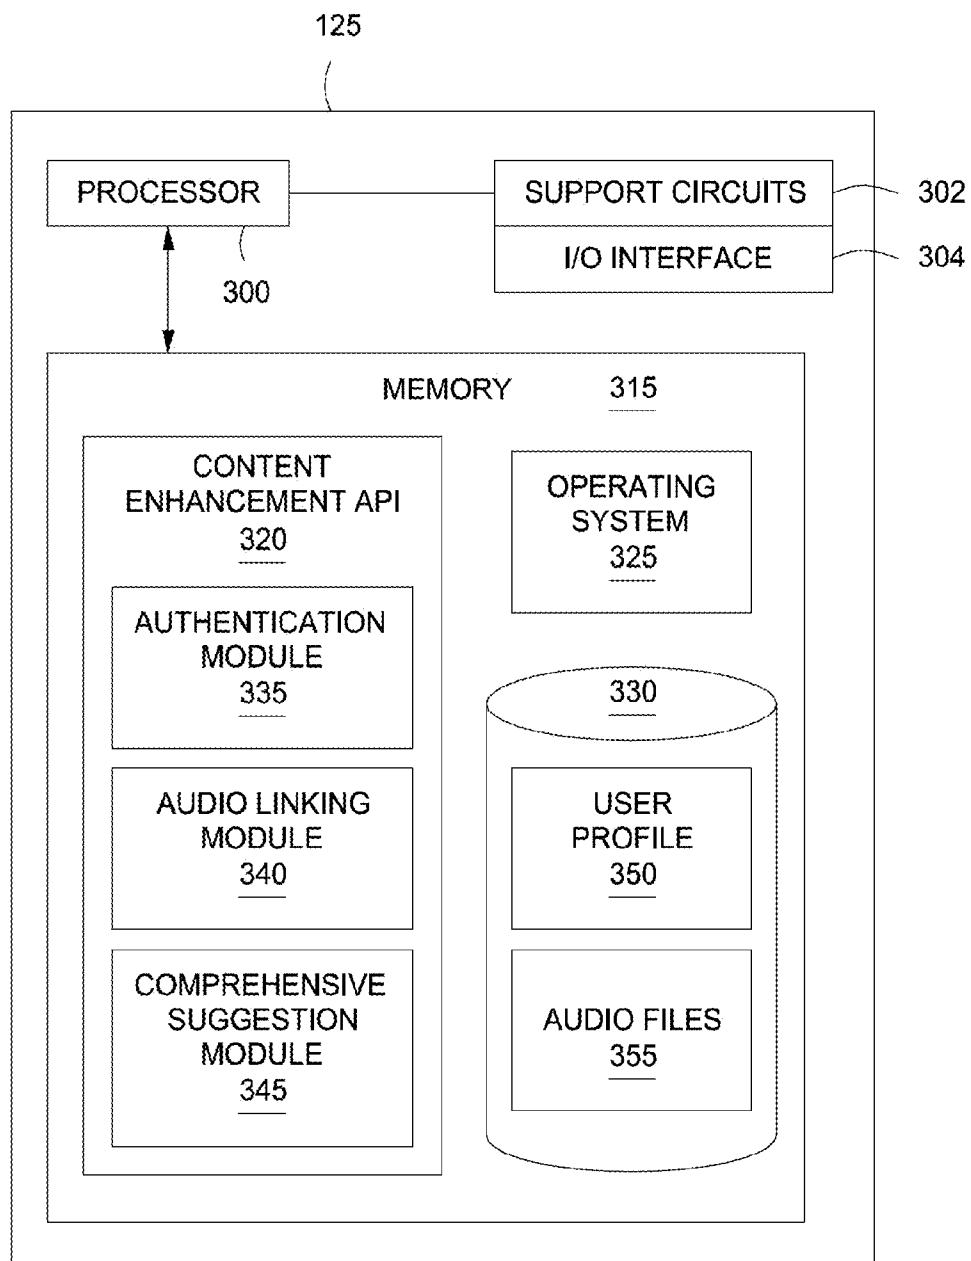 125
PROCESSOR
SUPPORT CIRCUITS
302
I/O INTERFACE
304
300
MEMORY 315
CONTENT
ENHANCEMENT API
320
OPERATING
SYSTEM
325
AUTHENTICATION
MODULE
335
330
AUDIO LINKING
MODULE
340
USER
PROFILE
350
COMPREHENSIVE
SUGGESTION
MODULE
345
AUDIO FILES
355